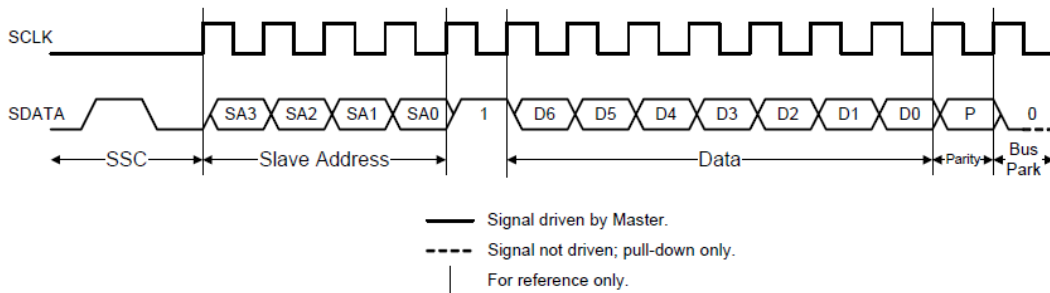 SCLK
SDATA SA3 SA2 SA1 SA0 1 D6 D5 D4 D3 D2 D1 D0 P 0
SSC Slave Address Data Parity Bus
Park
Signal driven by Master.
Signal not driven; pull-down only.
For reference only.